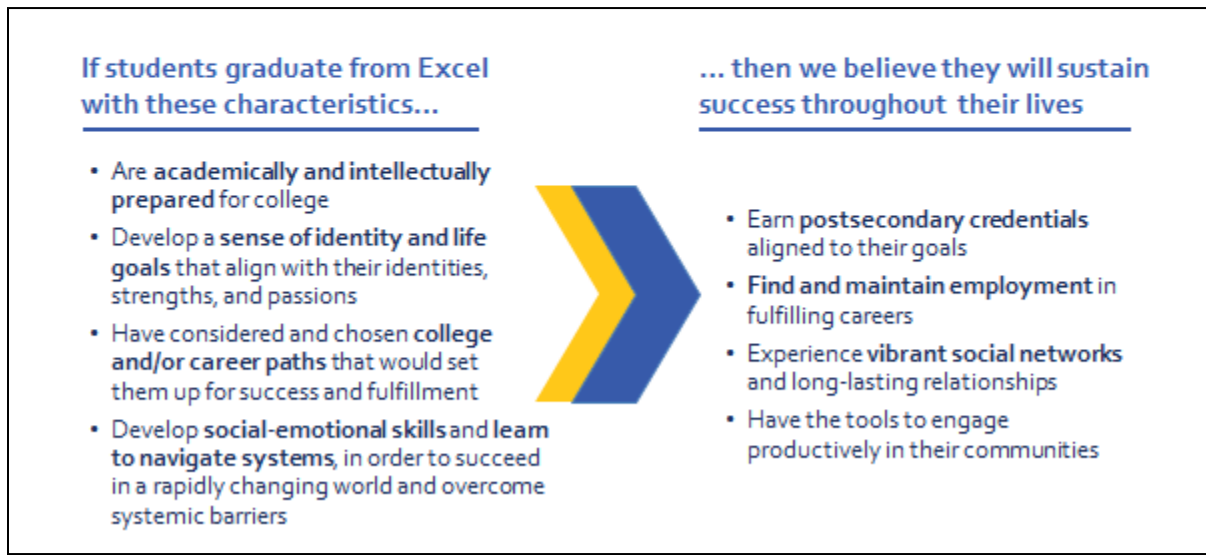 If students graduate from Excel
with these characteristics...
• Are academically and intellectually
prepared for college
• Develop a sense of identity and life
goals that align with their identities,
strengths, and passions
• Have considered and chosen college
and/or career paths that would set
them up for success and fulfillment
• Develop social-emotional skills and learn
to navigate systems, in order to succeed
in a rapidly changing world and overcome
systemic barriers
... then we believe they will sustain
success throughout their lives
• Earn postsecondary credentials
aligned to their goals
• Find and maintain employment in
fulfilling careers
• Experience vibrant social networks
and long-lasting relationships
• Have the tools to engage
productively in their communities